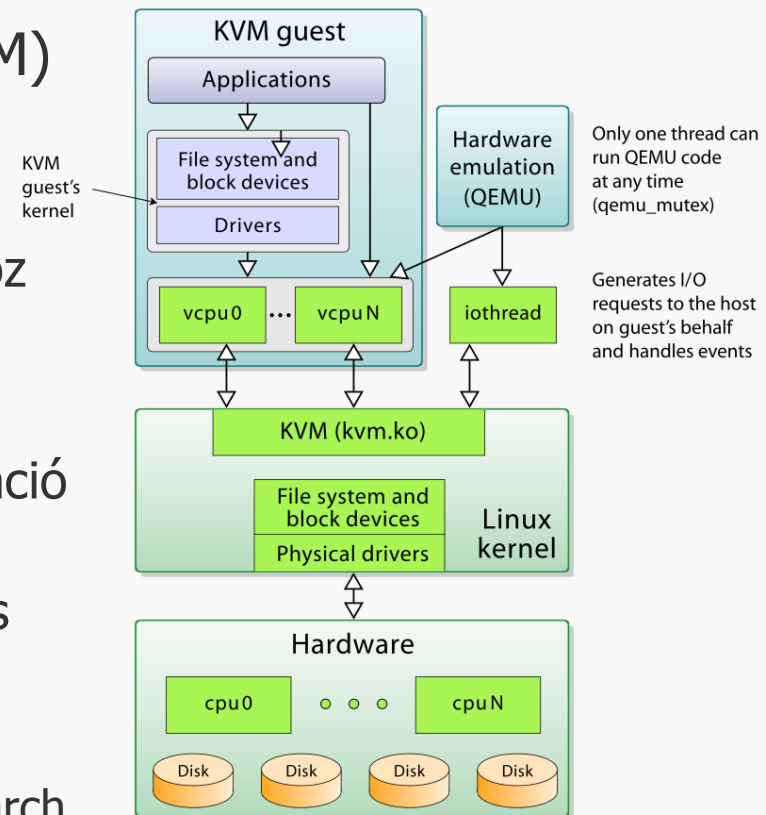 M)
KVM guest
Applications
KVM
guest's
kernel
File system and
block devices
Drivers
Hardware
emulation
(QEMU)
Only one thread can
run QEMU code
at any time
(qemu_mutex)
vcpu0 ... vcpuN
iothread
Generates I/O
requests to the host
on guest's behalf
and handles events
KVM (kvm.ko)
File system and
block devices
Physical drivers
Linux
kernel
Hardware
cpu0
cpuN
Disk Disk Disk Disk
oz
ció
s
rch